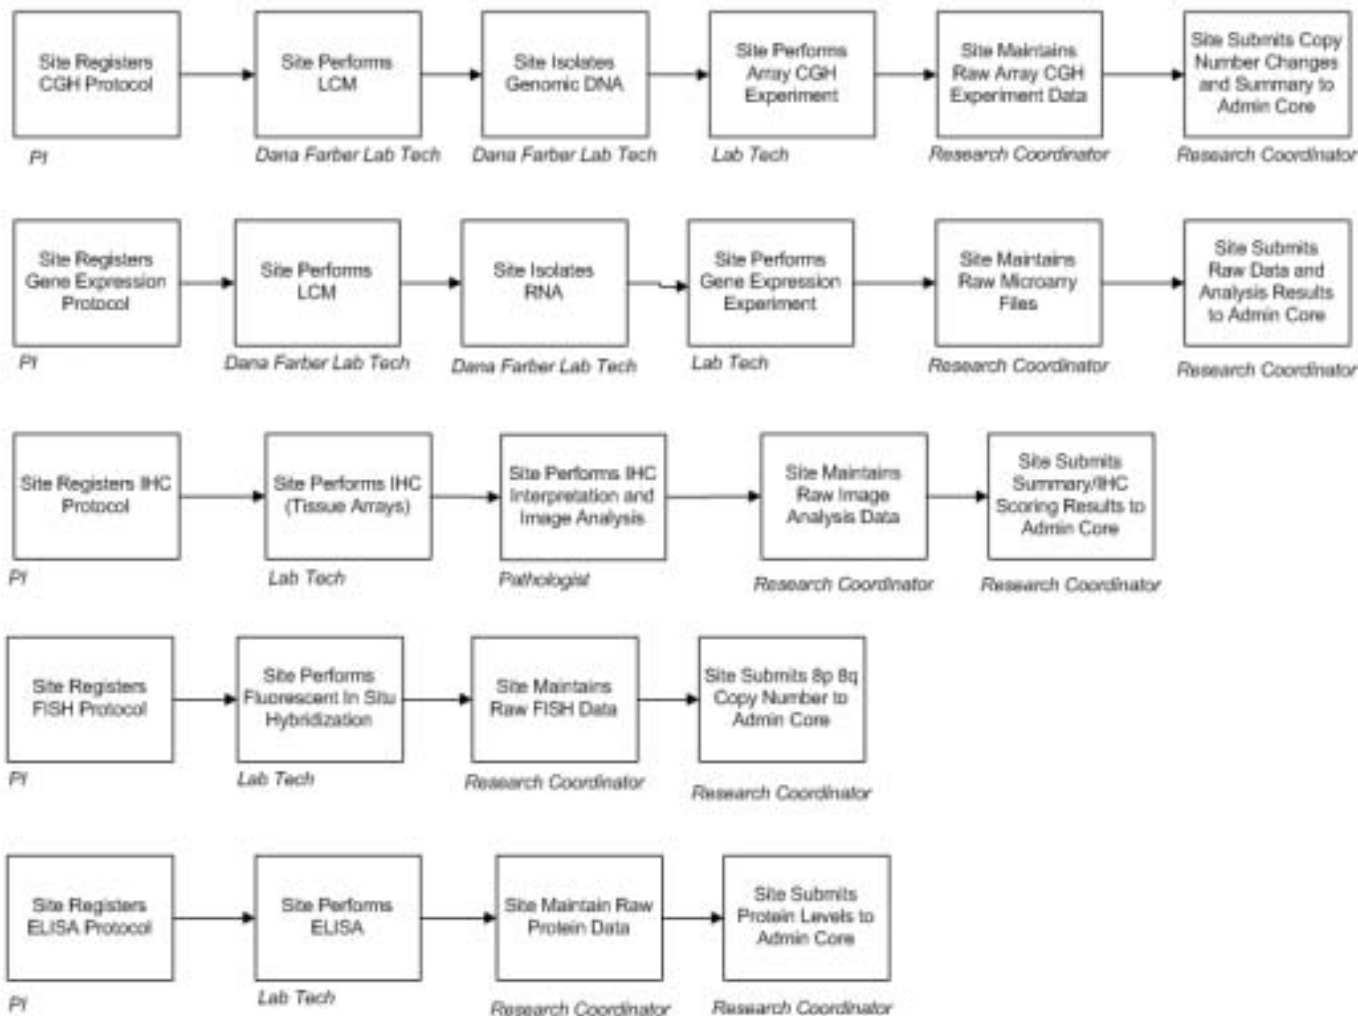 Site Registers
CGH Protocol
PI
Site Performs
LCM
Dana Farber Lab Tech
Site Isolates
Genomic DNA
Dana Farber Lab Tech
Site Performs
Array CGH
Experiment
Lab Tech
Site Maintains
Raw Array CGH
Experiment Data
Research Coordinator
Site Submits Copy
Number Changes
and Summary to
Admin Core
Research Coordinator
Site Registers
Gene Expression
Protocol
PI
Site Performs
LCM
Dana Farber Lab Tech
Site Isolates
RNA
Dana Farber Lab Tech
Site Performs
Gene Expression
Experiment
Lab Tech
Site Maintains
Raw Microarry
Files
Research Coordinator
Site Submits
Raw Data and
Analysis Results
to Admin Core
Research Coordinator
Site Registers IHC
Protocol
PI
Site Performs IHC
(Tissue Arrays)
Lab Tech
Site Performs IHC
Interpretation and
Image Analysis
Pathologist
Site Maintains
Raw Image
Analysis Data
Research Coordinator
Site Submits
Summary/IHC
Scoring Results to
Admin Core
Research Coordinator
Site Registers
FISH Protocol
PI
Site Performs
Fluorescent In Situ
Hybridization
Lab Tech
Site Maintains
Raw FISH Data
Research Coordinator
Site Submits 8p 8q
Copy Number to
Admin Core
Research Coordinator
Site Registers
ELISA Protocol
PI
Site Performs
ELISA
Lab Tech
Site Maintain Raw
Protein Data
Research Coordinator
Site Submits
Protein Levels to
Admin Core
Research Coordinator